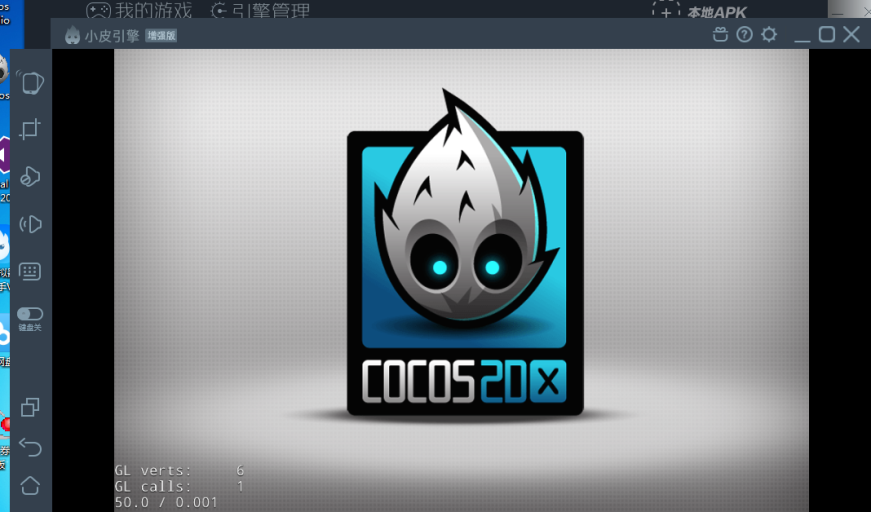 我的游戏
引擎管理
本地APK
小皮引擎 增强版
键盘关
COCOS2DX
GL verts: 6
GL calls: 1
50.0 / 0.001